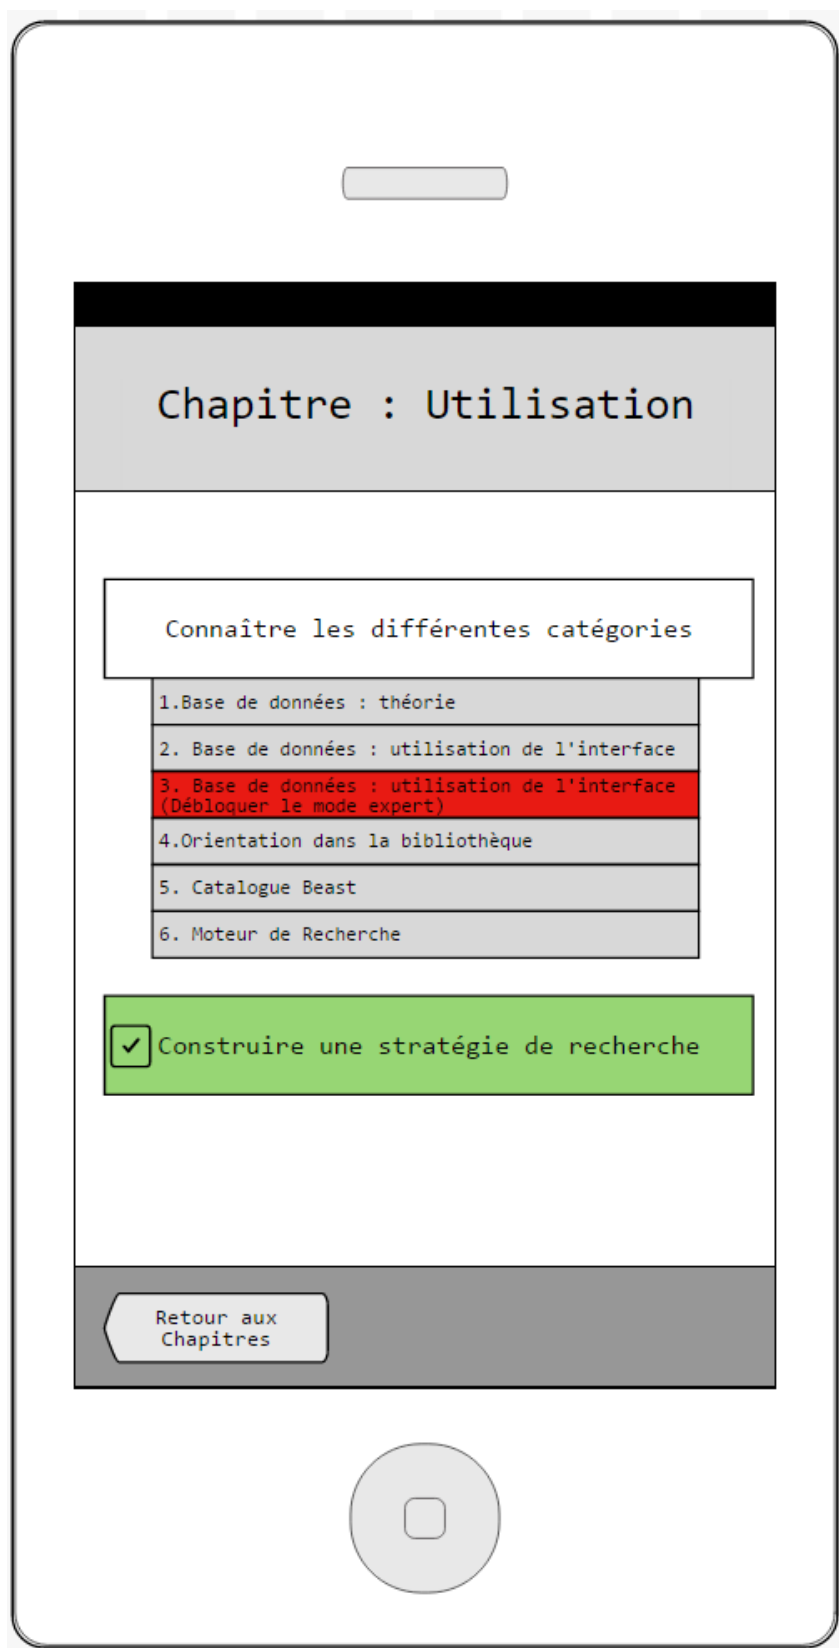 Chapitre : Utilisation
Connaître les différentes catégories
1.Base de données : théorie
2. Base de données : utilisation de l'interface
3. Base de données : utilisation de l'interface
(Débloquer le mode expert)
4.Orientation dans la bibliothèque
5. Catalogue Beast
6. Moteur de Recherche
Construire une stratégie de recherche
Retour aux
Chapitres